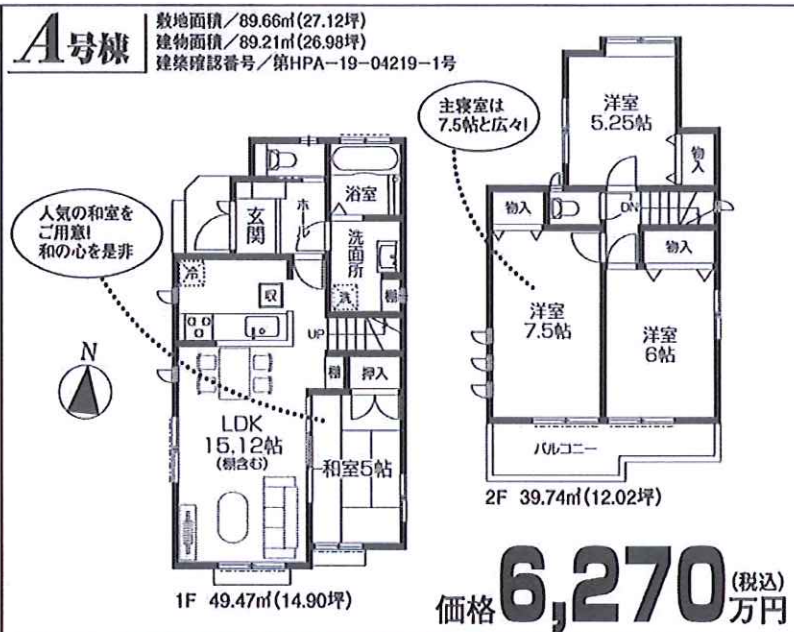 A号棟
敷地面積／89.66㎡(27.12坪)
建物面積／89.21㎡(26.98坪)
建築確認番号／第HPA-19-04219-1号
人気の和室を
ご用意!
和の心を是非
主寝室は
7.5帖と広々!
浴室
玄関
ホール
洗面所
冷
収
洗
棚
UP
棚
押入
LDK
15.12帖
(棚含む)
和室5帖
N
1F 49.47㎡(14.90坪)
洋室
5.25帖
物入
物入
DN
物入
洋室
7.5帖
洋室
6帖
バルコニー
2F 39.74㎡(12.02坪)
価格6,270万円
(税込)